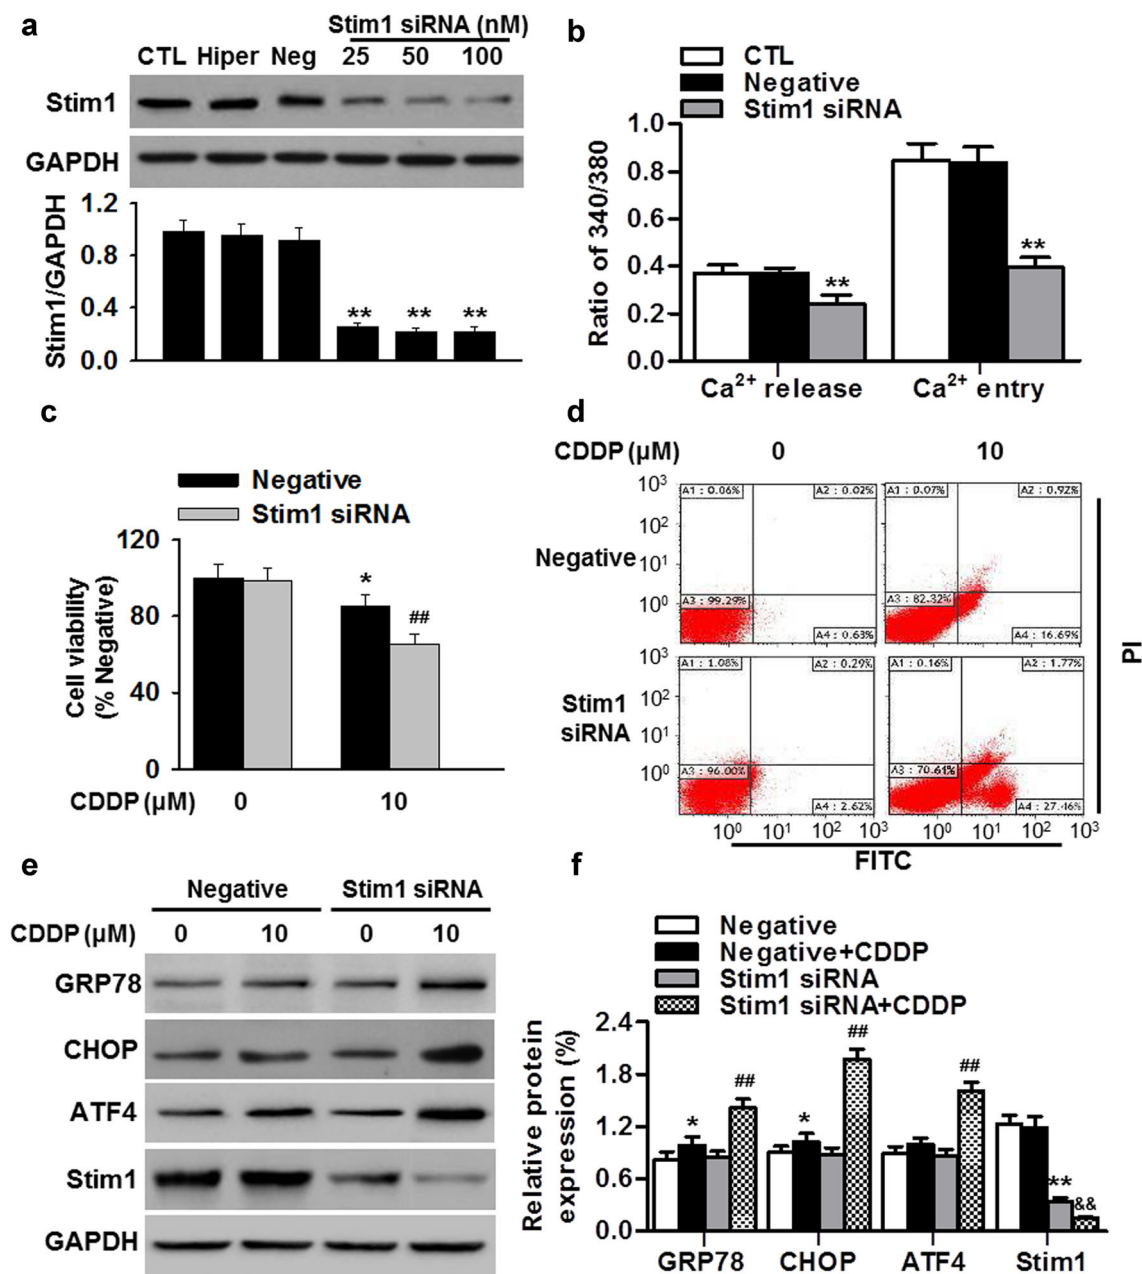 a
Stim1 siRNA (nM)
CTL Hiper Neg 25 50 100
Stim1
GAPDH
Stim1/GAPDH
1.2
0.8
0.4
0.0
** ** **
b
CTL
Negative
Stim1 siRNA
Ratio of 340/380
1.0
0.8
0.6
0.4
0.2
0.0
**
**
Ca2+ release Ca2+ entry
c
Negative
Stim1 siRNA
Cell viability
(% Negative)
120
80
40
0
*
##
CDDP (µM) 0 10
d
CDDP (µM) 0 10
Negative
Stim1
siRNA
10³
10²
10¹
10⁰
A1 : 0.06% A2 : 0.02%
A3 : 99.29%
A4 : 0.63%
A1 : 0.07% A2 : 0.92%
A3 : 82.32%
A4 : 16.69%
10³
10²
10¹
10⁰
A1 : 1.08% A2 : 0.29%
A3 : 96.00%
A4 : 2.62%
A1 : 0.16% A2 : 1.77%
A3 : 70.61%
A4 : 27.46%
10⁰ 10¹ 10² 10³ 10⁰ 10¹ 10² 10³
FITC
PI
e
Negative Stim1 siRNA
CDDP (µM) 0 10 0 10
GRP78
CHOP
ATF4
Stim1
GAPDH
f
Negative
Negative+CDDP
Stim1 siRNA
Stim1 siRNA+CDDP
Relative protein
expression (%)
2.4
1.8
1.2
0.6
0.0
* ##
* ##
##
** &&
GRP78 CHOP ATF4 Stim1